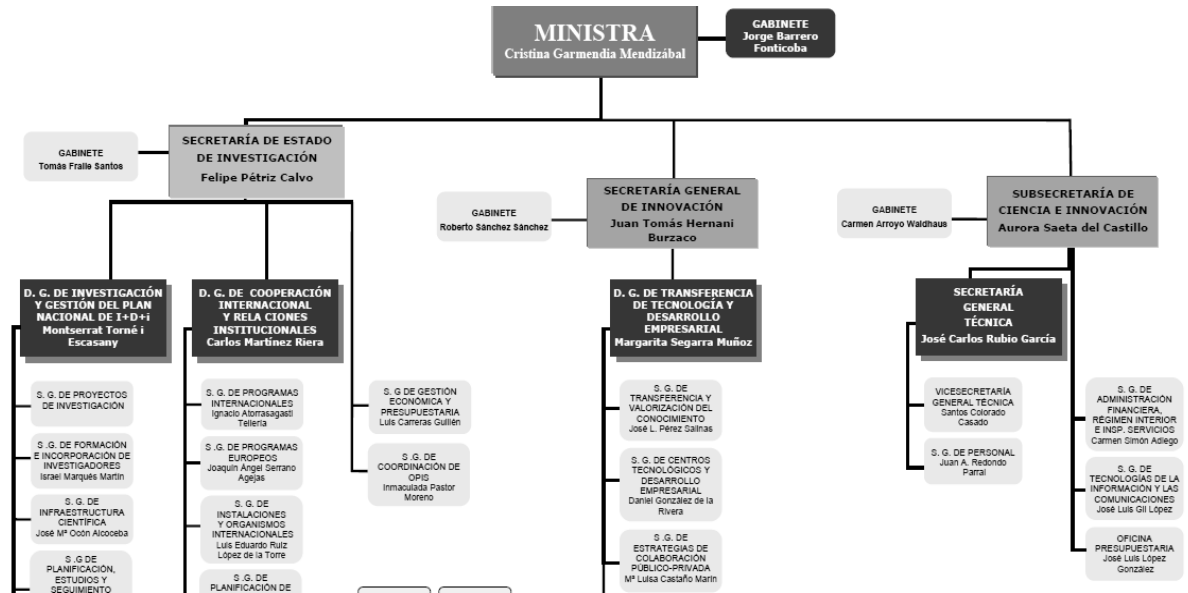 MINISTRA
Cristina Garmendia Mendizábal
GABINETE
Jorge Barrero
Fonticoba
GABINETE
Tomás Fraile Santos
SECRETARÍA DE ESTADO
DE INVESTIGACIÓN
Felipe Pétriz Calvo
GABINETE
Roberto Sánchez Sánchez
SECRETARÍA GENERAL
DE INNOVACIÓN
Juan Tomás Hernani
Burzaco
GABINETE
Carmen Arroyo Waldhaus
SUBSECRETARÍA DE
CIENCIA E INNOVACIÓN
Aurora Saeta del Castillo
D. G. DE INVESTIGACIÓN
Y GESTIÓN DEL PLAN
NACIONAL DE I+D+i
Montserrat Torné i
Escasany
D. G. DE COOPERACIÓN
INTERNACIONAL
Y RELA CIONES
INSTITUCIONALES
Carlos Martínez Riera
D. G. DE TRANSFERENCIA
DE TECNOLOGÍA Y
DESARROLLO
EMPRESARIAL
Margarita Segarra Muñoz
SECRETARÍA
GENERAL
TÉCNICA
José Carlos Rubio García
S. G. DE PROYECTOS
DE INVESTIGACIÓN
S .G. DE FORMACIÓN
E INCORPORACIÓN DE
INVESTIGADORES
Israel Marqués Martín
S. G. DE
INFRAESTRUCTURA
CIENTÍFICA
José Mª Ocón Alcoceba
S .G DE
PLANIFICACIÓN,
ESTUDIOS Y
SEGUIMIENTO
S. G. DE PROGRAMAS
INTERNACIONALES
Ignacio Atorrasagasti
Tellería
S .G. DE PROGRAMAS
EUROPEOS
Joaquín Ángel Serrano
Agejas
S. G. DE
INSTALACIONES
Y ORGANISMOS
INTERNACIONALES
Luis Eduardo Ruiz
López de la Torre
S .G. DE
PLANIFICACIÓN DE
S. G DE GESTIÓN
ECONÓMICA Y
PRESUPUESTARIA
Luis Carreras Guillén
S .G. DE
COORDINACIÓN DE
OPIS
Inmaculada Pastor
Moreno
S. G. DE
TRANSFERENCIA Y
VALORIZACIÓN DEL
CONOCIMIENTO
José L. Pérez Salinas
S. G. DE CENTROS
TECNOLÓGICOS Y
DESARROLLO
EMPRESARIAL
Daniel González de la
Rivera
S .G. DE
ESTRATEGIAS DE
COLABORACIÓN
PÚBLICO-PRIVADA
Mª Luisa Castaño Marín
VICESECRETARÍA
GENERAL TÉCNICA
Santos Colorado
Casado
S. G. DE PERSONAL
Juan A. Redondo
Parral
S. G. DE
ADMINISTRACIÓN
FINANCIERA,
RÉGIMEN INTERIOR
E INSP. SERVICIOS
Carmen Simón Adiego
S. G. DE
TECNOLOGÍAS DE LA
INFORMACIÓN Y LAS
COMUNICACIONES
José Luis Gil López
OFICINA
PRESUPUESTARIA
José Luis López
González